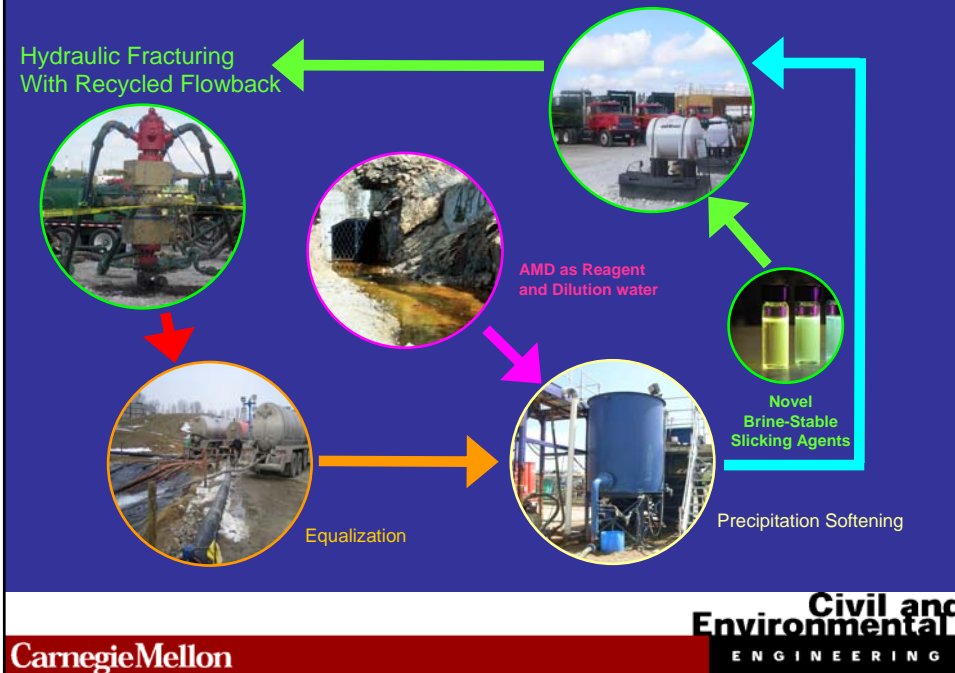 Hydraulic Fracturing
With Recycled Flowback
AMD as Reagent
and Dilution water
Novel
Brine-Stable
Slicking Agents
Equalization
Precipitation Softening
Civil and
Environmental
ENGINEERING
CarnegieMellon